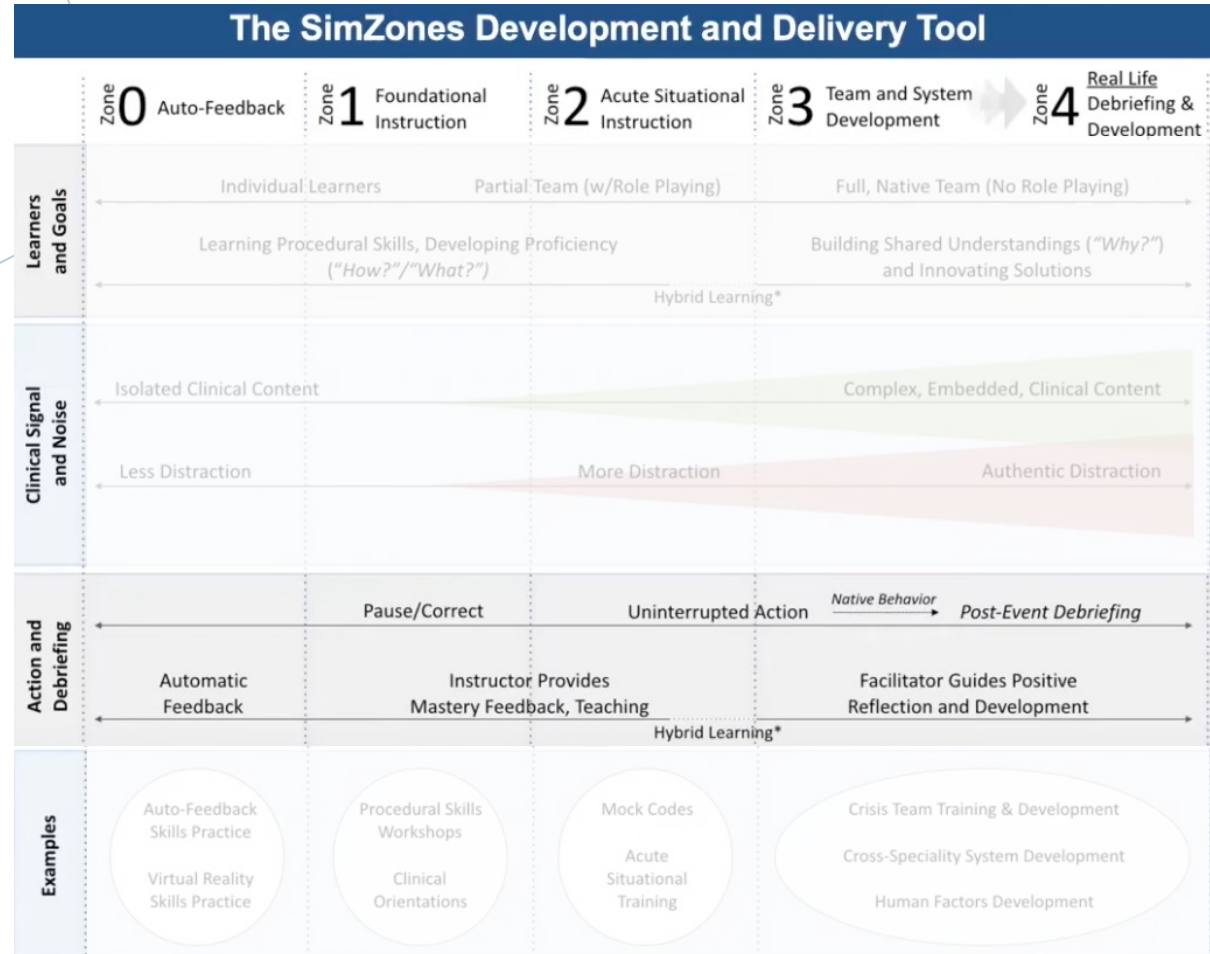 The SimZones Development and Delivery Tool
Zone 0 Auto-Feedback
Zone 1 Foundational
Instruction
Zone 2 Acute Situational
Instruction
Zone 3 Team and System
Development
Zone 4 Real Life
Debriefing &
Development
Learners
and Goals
Individual Learners
Partial Team (w/Role Playing)
Full, Native Team (No Role Playing)
Learning Procedural Skills, Developing Proficiency
("How?"/"What?")
Building Shared Understandings ("Why?")
and Innovating Solutions
Hybrid Learning*
Clinical Signal
and Noise
Isolated Clinical Content
Complex, Embedded, Clinical Content
Less Distraction
More Distraction
Authentic Distraction
Action and
Debriefing
Pause/Correct
Uninterrupted Action
Native Behavior
Post-Event Debriefing
Automatic
Feedback
Instructor Provides
Mastery Feedback, Teaching
Facilitator Guides Positive
Reflection and Development
Hybrid Learning*
Examples
Auto-Feedback
Skills Practice
Virtual Reality
Skills Practice
Procedural Skills
Workshops
Clinical
Orientations
Mock Codes
Acute
Situational
Training
Crisis Team Training & Development
Cross-Speciality System Development
Human Factors Development